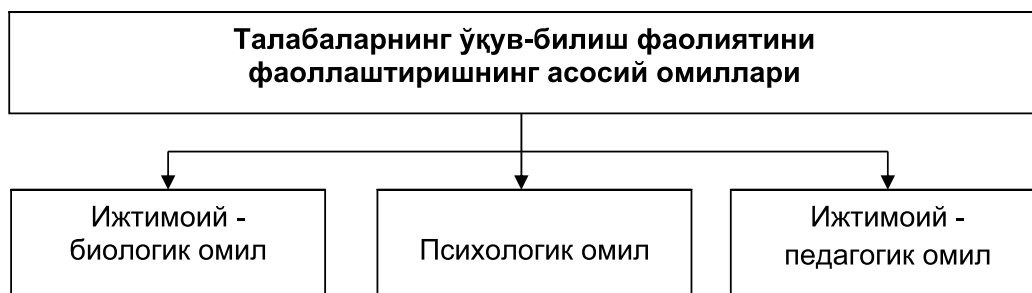 Талабаларнинг ўқув-билиш фаолиятини
фаоллаштиришнинг асосий омиллари
Ижтимоий -
биологик омил
Психологик омил
Ижтимоий -
педагогик омил